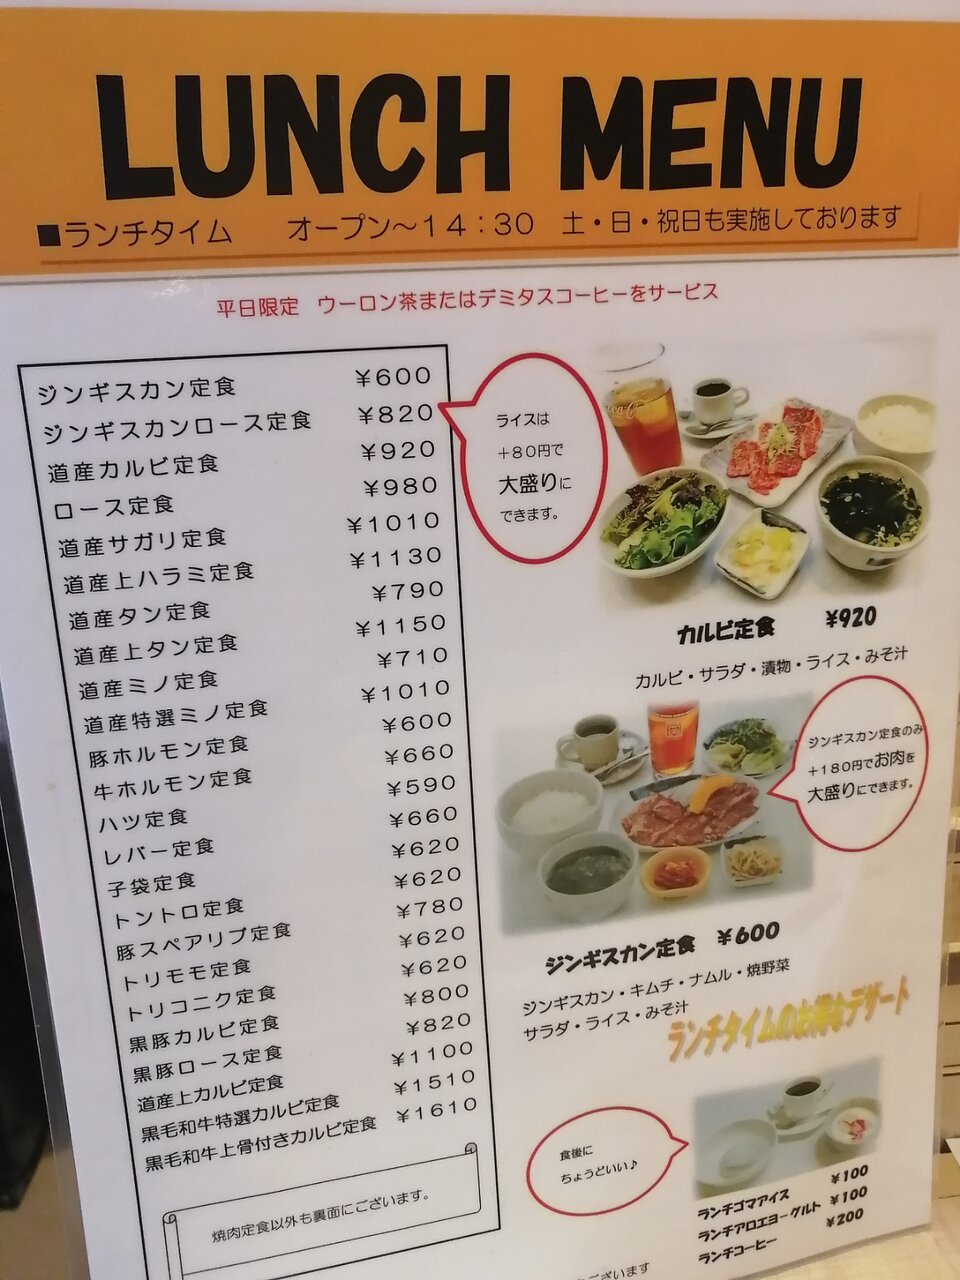 LUNCH MENU
■ランチタイム　オープン～14：30　土・日・祝日も実施しております
平日限定　ウーロン茶またはデミタスコーヒーをサービス
ジンギスカン定食 ¥600
ジンギスカンロース定食 ¥820
道産カルビ定食 ¥920
ロース定食 ¥980
道産サガリ定食 ¥1010
道産上ハラミ定食 ¥1130
道産タン定食 ¥790
道産上タン定食 ¥1150
道産ミノ定食 ¥710
道産特選ミノ定食 ¥1010
豚ホルモン定食 ¥600
牛ホルモン定食 ¥660
ハツ定食 ¥590
レバー定食 ¥660
子袋定食 ¥620
トントロ定食 ¥620
豚スペアリブ定食 ¥780
トリモモ定食 ¥620
トリコニク定食 ¥620
黒豚カルビ定食 ¥800
黒豚ロース定食 ¥820
道産上カルビ定食 ¥1100
黒毛和牛特選カルビ定食 ¥1510
黒毛和牛上骨付きカルビ定食 ¥1610
焼肉定食以外も裏面にございます。
ライスは
＋80円で
大盛りに
できます。
カルビ定食 ¥920
カルビ・サラダ・漬物・ライス・みそ汁
ジンギスカン定食のみ
＋180円でお肉を
大盛りにできます。
ジンギスカン定食 ¥600
ジンギスカン・キムチ・ナムル・焼野菜
サラダ・ライス・みそ汁
ランチタイムのお得なデザート
食後に
ちょうどいい♪
ランチゴマアイス ¥100
ランチアロエヨーグルト ¥100
ランチコーヒー ¥200
ございます